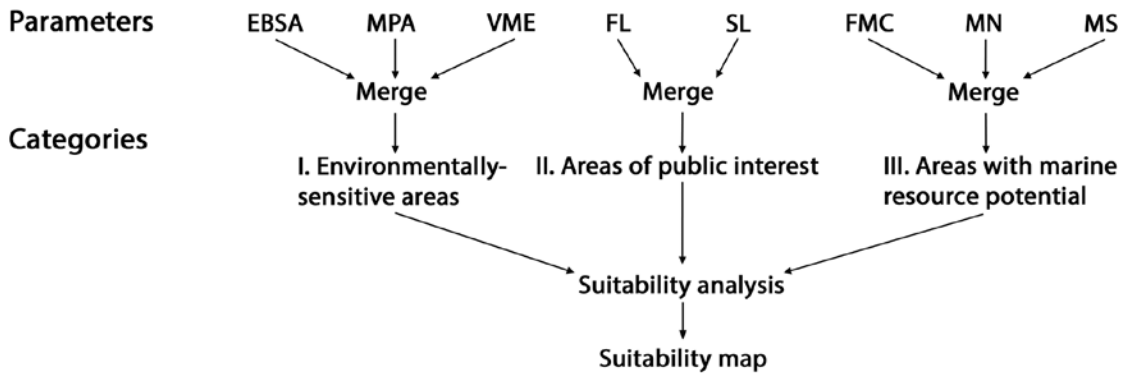 Parameters EBSA MPA VME FL SL FMC MN MS
Merge Merge Merge
Categories
I. Environmentally-
sensitive areas
II. Areas of public interest
III. Areas with marine
resource potential
Suitability analysis
Suitability map